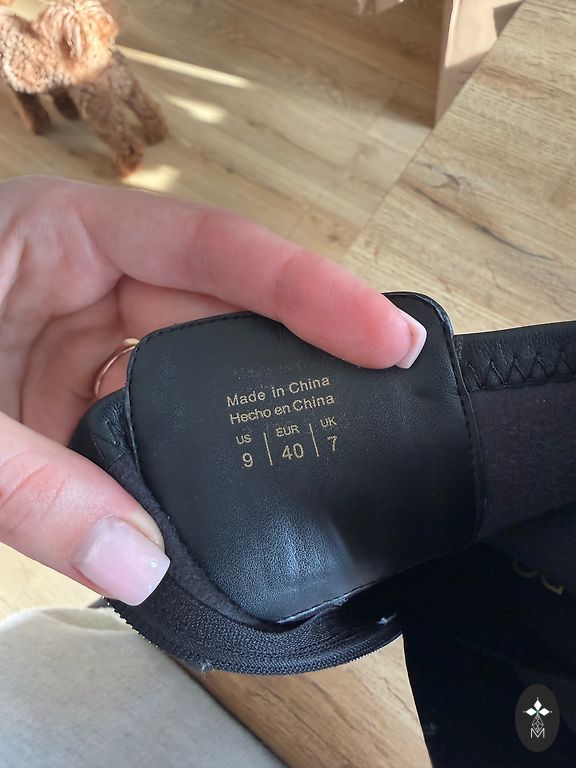 Made in China
Hecho en China
US | EUR | UK
9 | 40 | 7
M